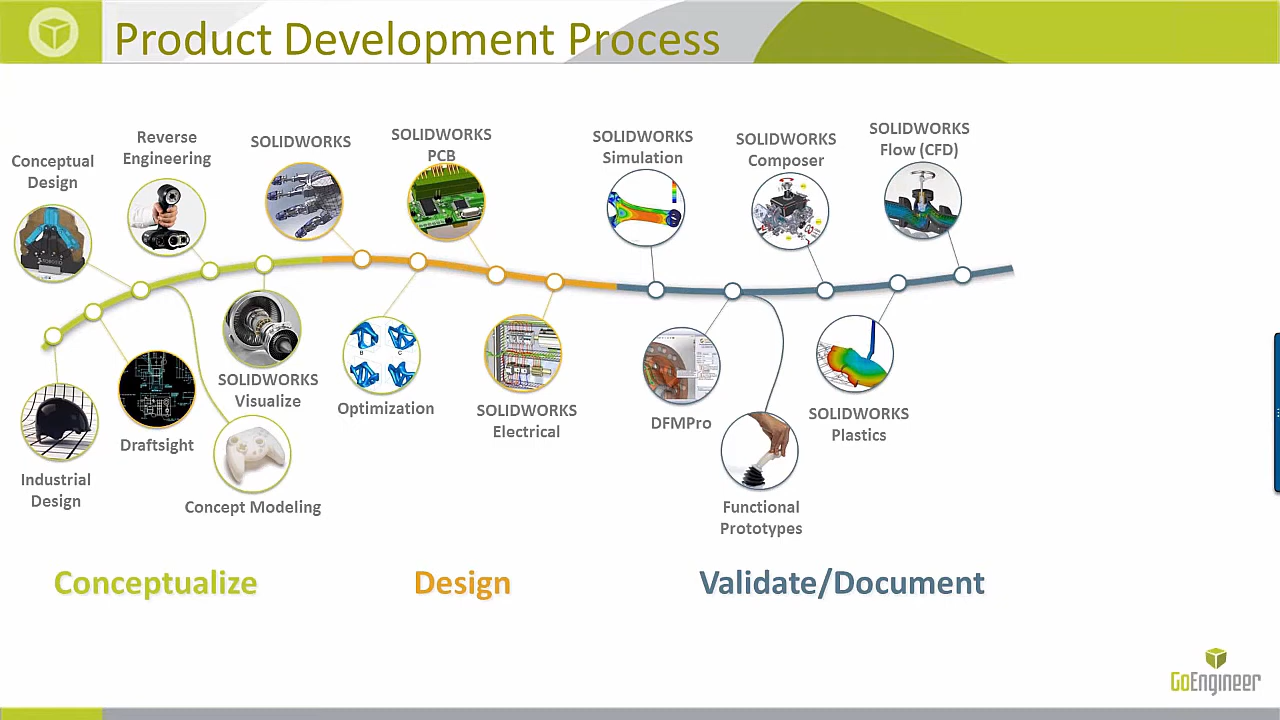 Product Development Process
Conceptual
Design
Reverse
Engineering
SOLIDWORKS
SOLIDWORKS
PCB
SOLIDWORKS
Simulation
SOLIDWORKS
Composer
SOLIDWORKS
Flow (CFD)
Industrial
Design
Draftsight
SOLIDWORKS
Visualize
Concept Modeling
B
C
Optimization
SOLIDWORKS
Electrical
DFMPro
Functional
Prototypes
SOLIDWORKS
Plastics
Conceptualize
Design
Validate/Document
GoEngineer